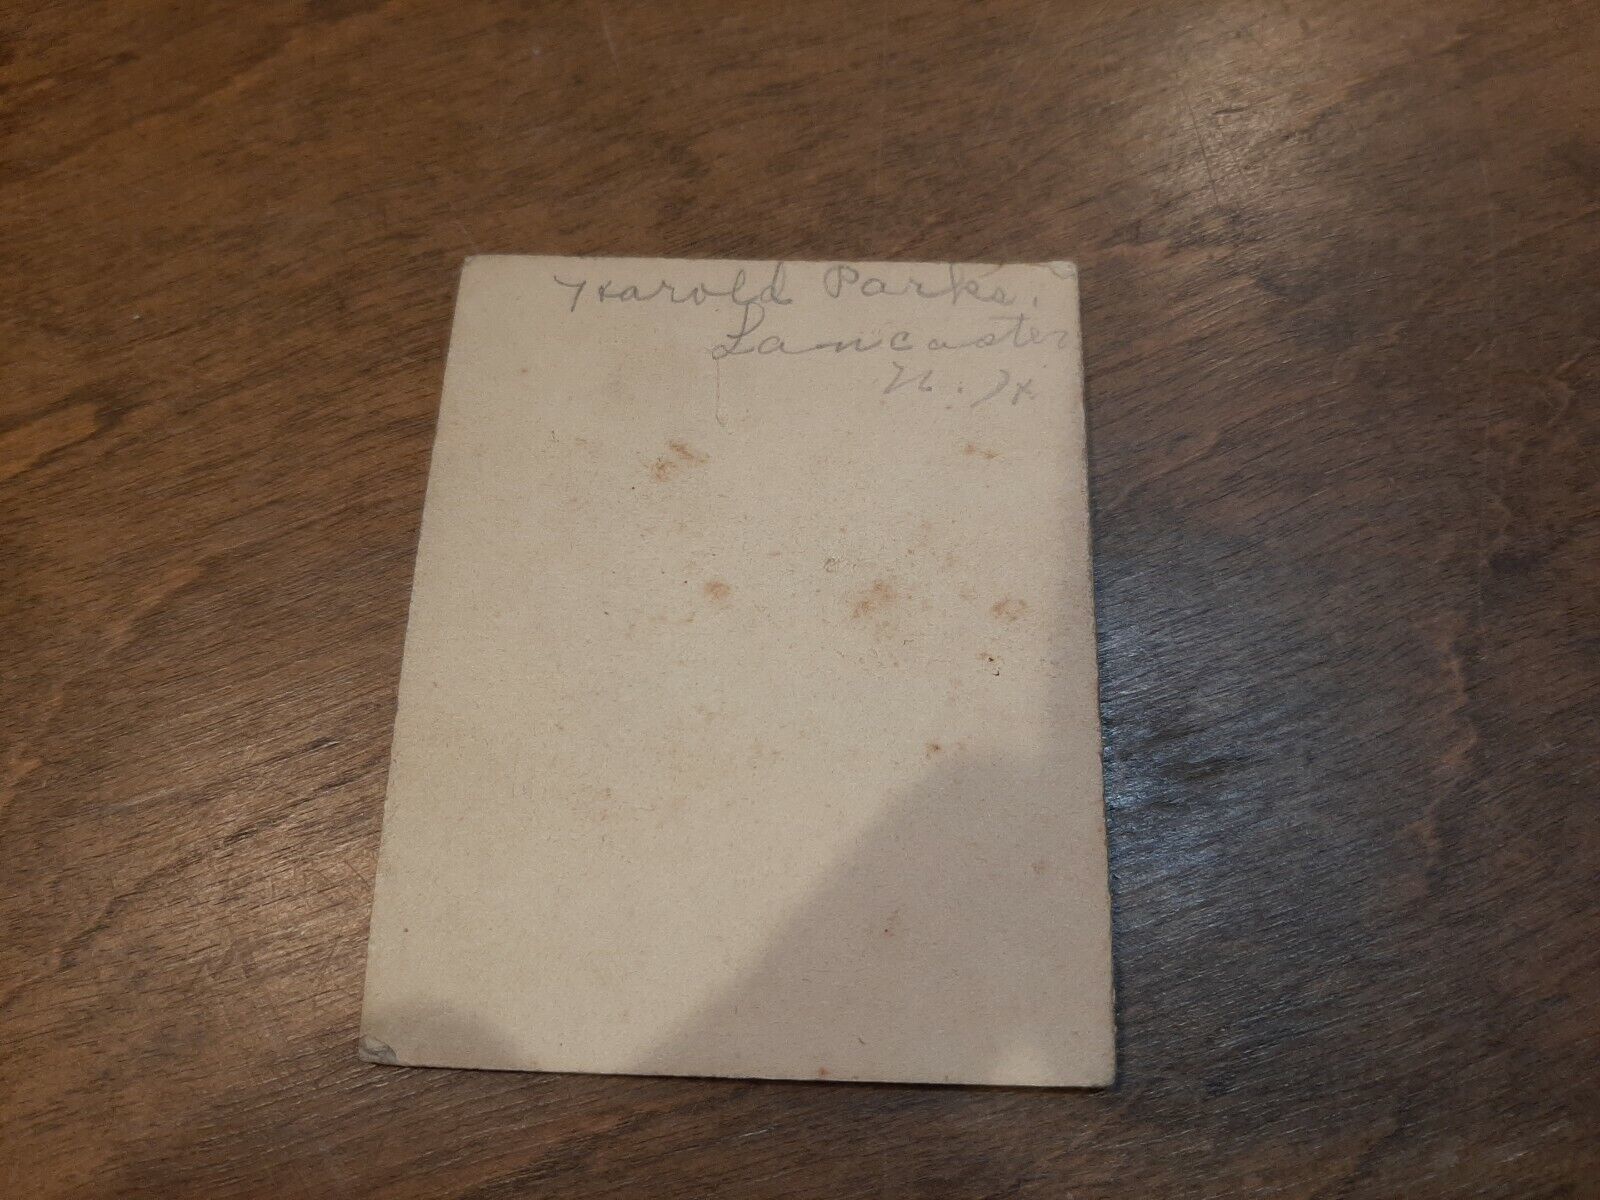 Harold Parks.
Lancaster
N. H.